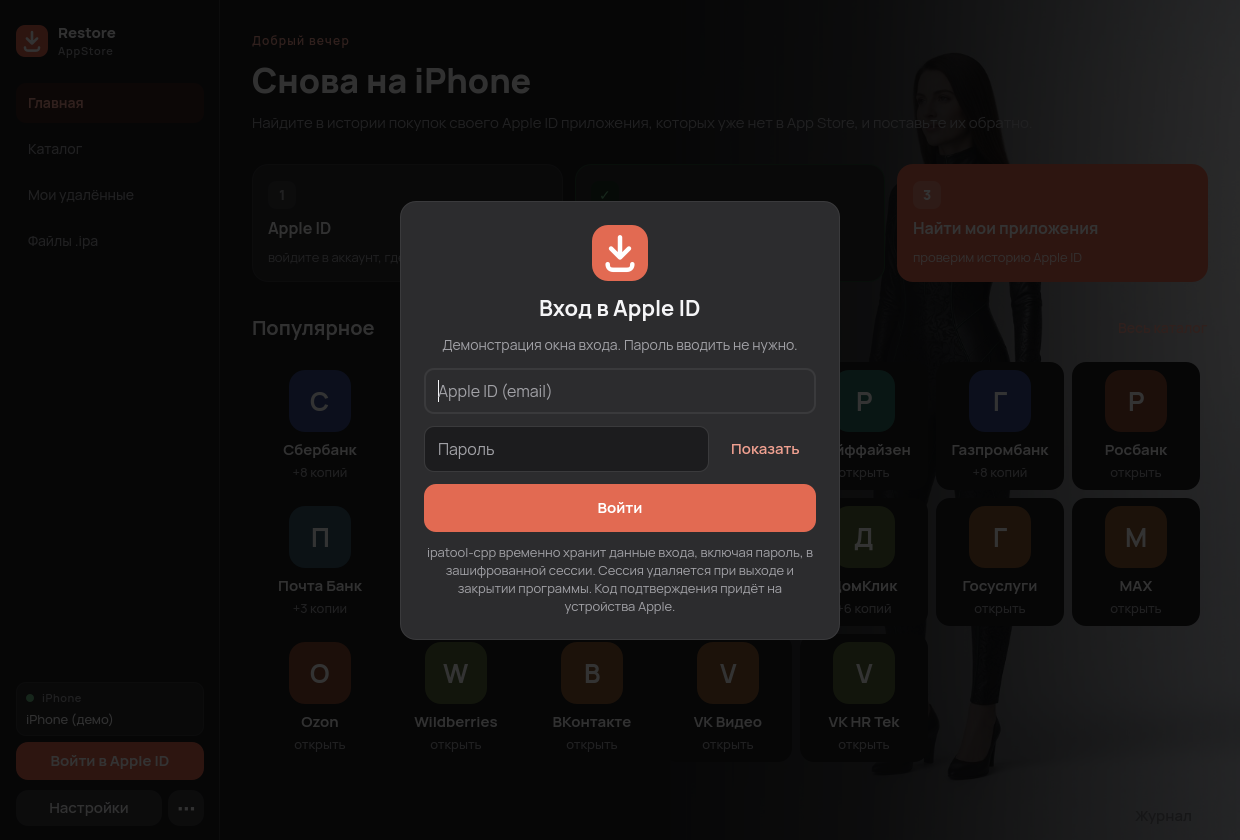 Restore
AppStore
Главная
Каталог
Мои удалённые
Файлы .ipa
iPhone
iPhone (демо)
Войти в Apple ID
Настройки
Добрый вечер
Снова на iPhone
Найдите в истории покупок своего Apple ID приложения, которых уже нет в App Store, и поставьте их обратно
1
Apple ID
войдите в аккаунт, где
✓
3
Найти мои приложения
проверим историю Apple ID
Популярное
Вход в Apple ID
Демонстрация окна входа. Пароль вводить не нужно.
Apple ID (email)
Пароль
Показать
Войти
ipatool-cpp временно хранит данные входа, включая пароль, в
зашифрованной сессии. Сессия удаляется при выходе и
закрытии программы. Код подтверждения придёт на
устройства Apple.
С
Сбербанк
+8 копий
Р
йффайзен
открыть
Г
Газпромбанк
+8 копий
Р
Росбанк
открыть
П
Почта Банк
+3 копии
Д
ДомКлик
+6 копий
Г
Госуслуги
открыть
M
MAX
открыть
O
Ozon
открыть
W
Wildberries
открыть
В
ВКонтакте
открыть
V
VK Видео
открыть
V
VK HR Tek
открыть
Журнал